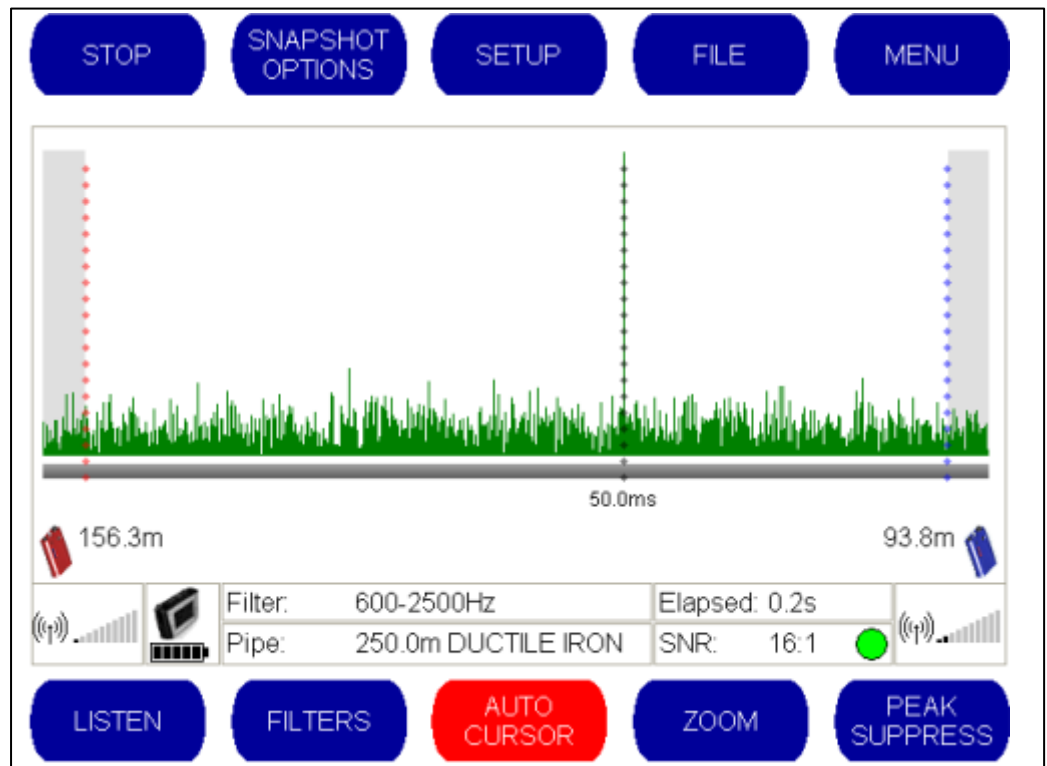 STOP
SNAPSHOT
OPTIONS
SETUP
FILE
MENU
50.0ms
156.3m
93.8m
Filter: 600-2500Hz
Elapsed: 0.2s
Pipe: 250.0m DUCTILE IRON
SNR: 16:1
LISTEN
FILTERS
AUTO
CURSOR
ZOOM
PEAK
SUPPRESS